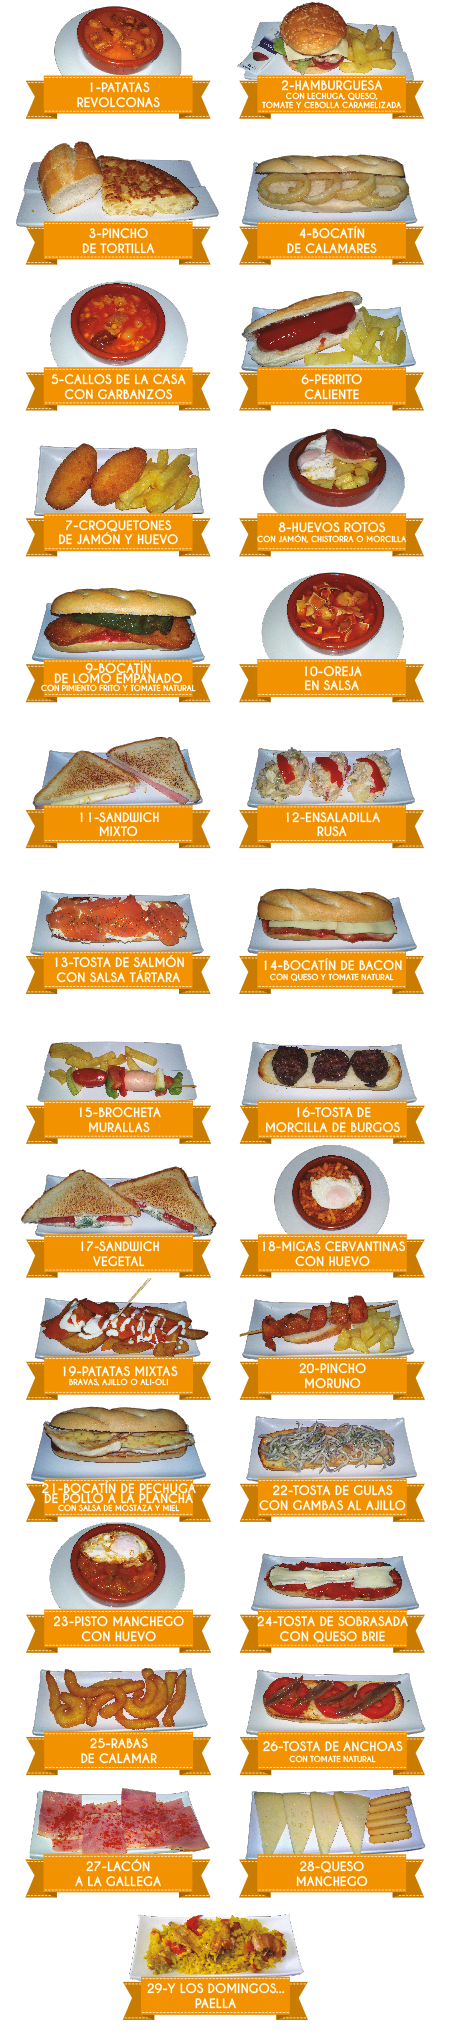 1-PATATAS
REVOLCONAS
2-HAMBURGUESA
CON LECHUGA, QUESO,
TOMATE Y CEBOLLA CARAMELIZADA
3-PINCHO
DE TORTILLA
4-BOCATÍN
DE CALAMARES
5-CALLOS DE LA CASA
CON GARBANZOS
6-PERRITO
CALIENTE
7-CROQUETONES
DE JAMÓN Y HUEVO
8-HUEVOS ROTOS
CON JAMÓN, CHISTORRA O MORCILLA
9-BOCATÍN
DE LOMO EMPANADO
CON PIMIENTO FRITO Y TOMATE NATURAL
10-OREJA
EN SALSA
11-SANDWICH
MIXTO
12-ENSALADILLA
RUSA
13-TOSTA DE SALMÓN
CON SALSA TÁRTARA
14-BOCATÍN DE BACON
CON QUESO Y TOMATE NATURAL
15-BROCHETA
MURALLAS
16-TOSTA DE
MORCILLA DE BURGOS
17-SANDWICH
VEGETAL
18-MIGAS CERVANTINAS
CON HUEVO
19-PATATAS MIXTAS
BRAVAS, AJILLO O ALI-OLI
20-PINCHO
MORUNO
21-BOCATÍN DE PECHUGA
DE POLLO A LA PLANCHA
CON SALSA DE MOSTAZA Y MIEL
22-TOSTA DE GULAS
CON GAMBAS AL AJILLO
23-PISTO MANCHEGO
CON HUEVO
24-TOSTA DE SOBRASADA
CON QUESO BRIE
25-RABAS
DE CALAMAR
26-TOSTA DE ANCHOAS
CON TOMATE NATURAL
27-LACÓN
A LA GALLEGA
28-QUESO
MANCHEGO
29-Y LOS DOMINGOS...
PAELLA